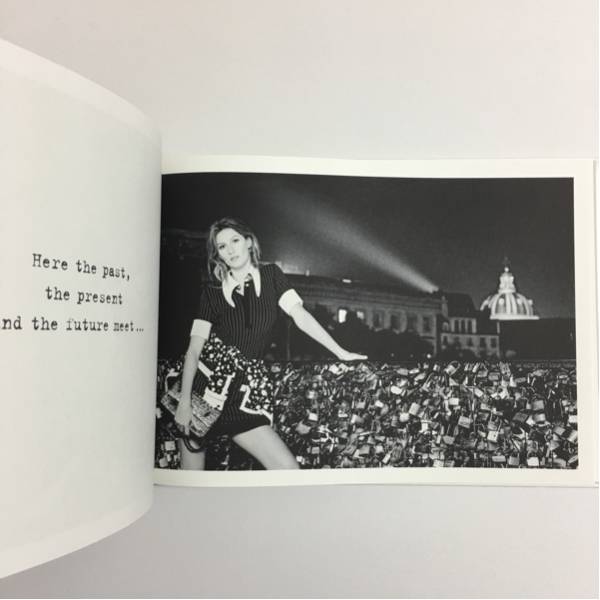 Here the past,
the present
nd the future meet...